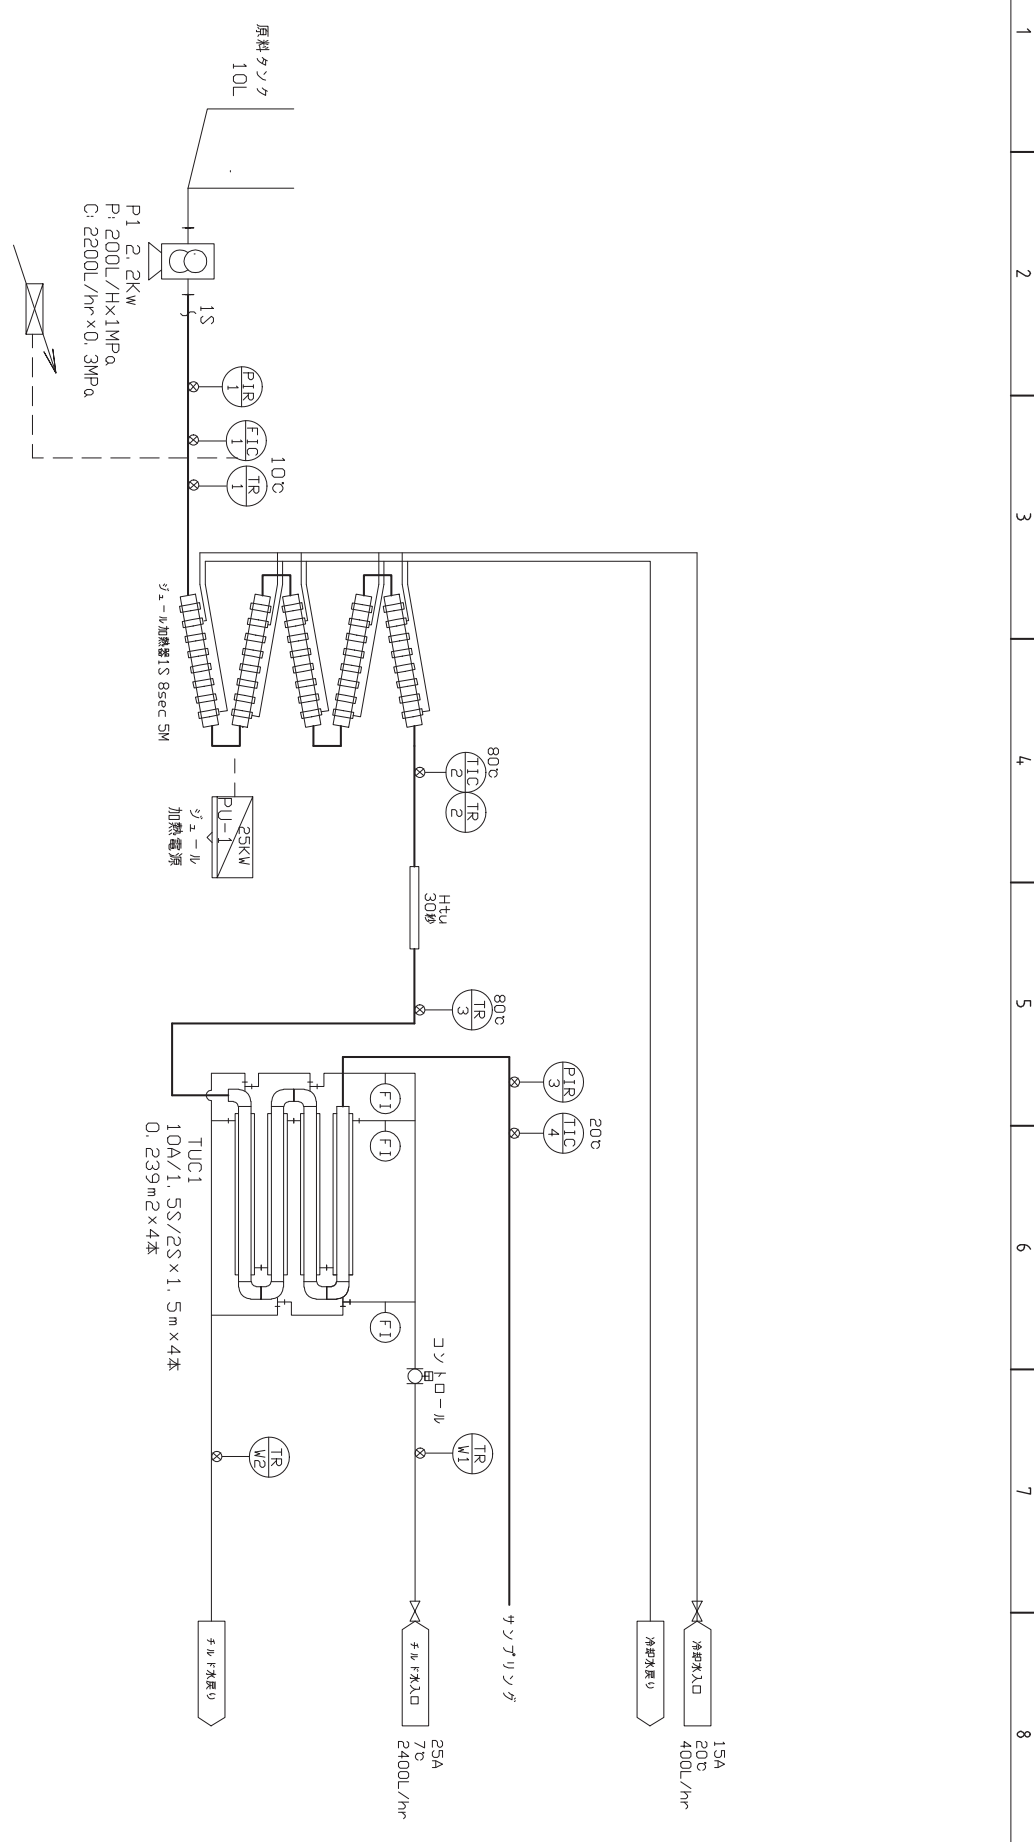 1
2
3
4
5
6
7
8
原料タンク
10L
P1 2.2Kw
P: 200L/H×1MPa
C: 2200L/hr×0.3MPa
1S
PIR
1
FIC
1
TR
1
10℃
ジュール加熱器1S 8sec 5M
25KW
PU-1
ジュール
加熱電源
80℃
TIC
2
TR
2
Htu
30秒
80℃
TR
3
PIR
3
20℃
TIC
4
FI
FI
FI
TUC1
10A/1.5S/2S×1.5m×4本
0.239m2×4本
コントロール
TR
W1
TR
W2
チルド水戻り
チルド水入口
25A
7℃
2400L/hr
サンプリング
冷却水戻り
冷却水入口
15A
20℃
400L/hr